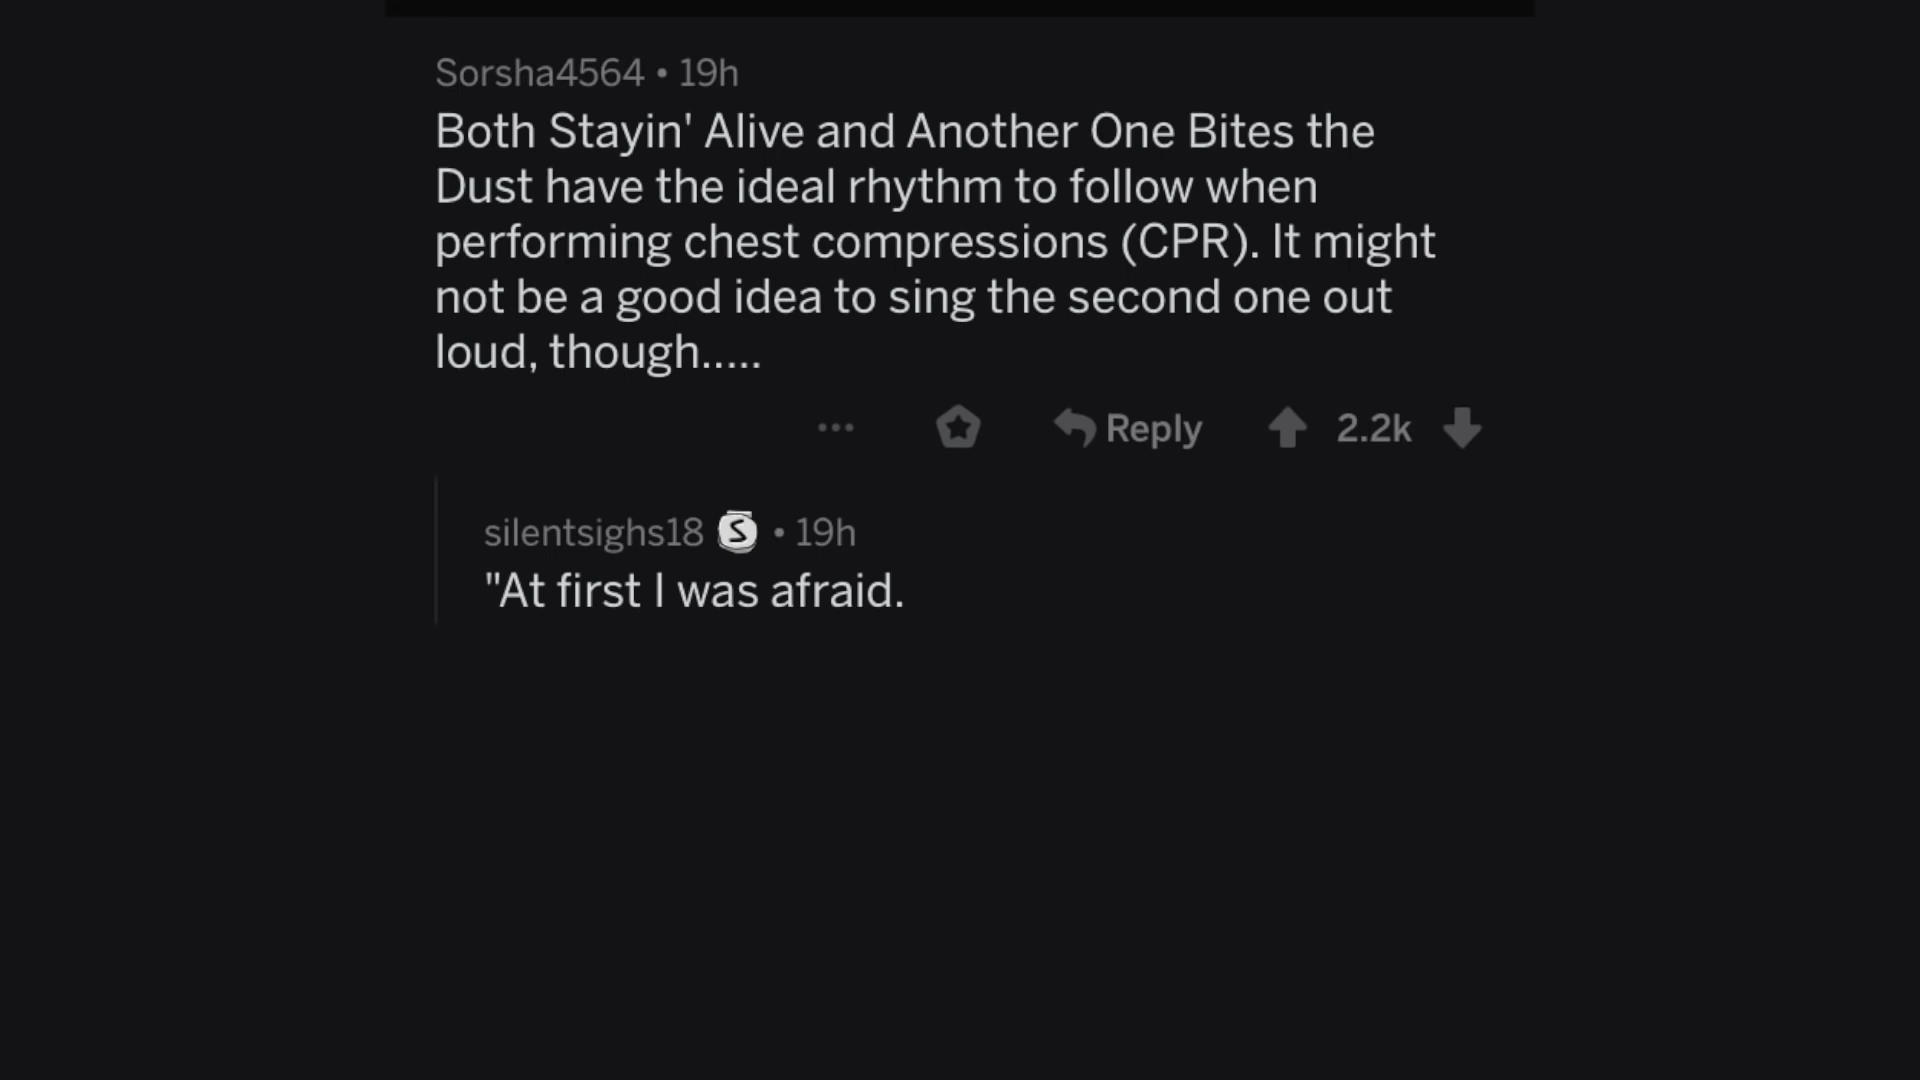 Sorsha4564 • 19h
Both Stayin' Alive and Another One Bites the
Dust have the ideal rhythm to follow when
performing chest compressions (CPR). It might
not be a good idea to sing the second one out
loud, though.....
... Reply 2.2k
silentsighs18 S • 19h
"At first I was afraid.